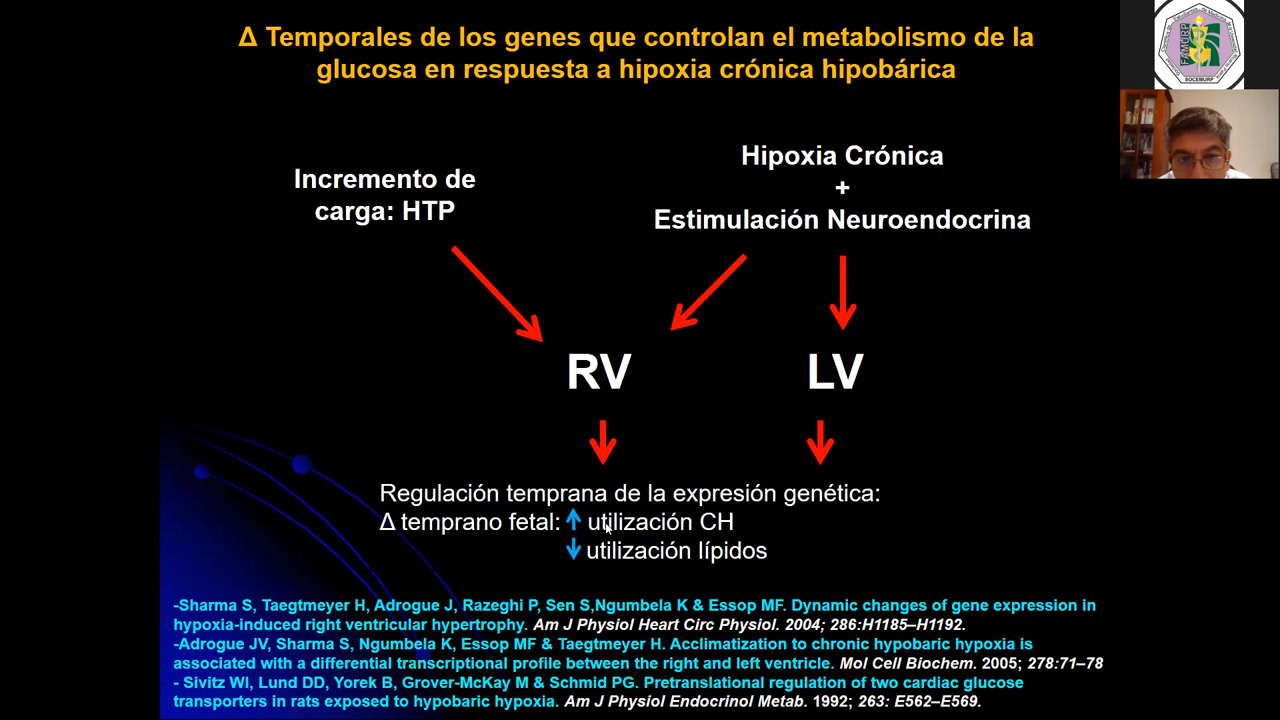 Δ Temporales de los genes que controlan el metabolismo de la
glucosa en respuesta a hipoxia crónica hipobárica
FAMURP
SOCEMURP
Incremento de
carga: HTP
Hipoxia Crónica
+
Estimulación Neuroendocrina
RV
LV
Regulación temprana de la expresión genética:
Δ temprano fetal: ↑ utilización CH
↓ utilización lípidos
-Sharma S, Taegtmeyer H, Adrogue J, Razeghi P, Sen S,Ngumbela K & Essop MF. Dynamic changes of gene expression in
hypoxia-induced right ventricular hypertrophy. Am J Physiol Heart Circ Physiol. 2004; 286:H1185–H1192.
-Adrogue JV, Sharma S, Ngumbela K, Essop MF & Taegtmeyer H. Acclimatization to chronic hypobaric hypoxia is
associated with a differential transcriptional profile between the right and left ventricle. Mol Cell Biochem. 2005; 278:71–78
- Sivitz WI, Lund DD, Yorek B, Grover-McKay M & Schmid PG. Pretranslational regulation of two cardiac glucose
transporters in rats exposed to hypobaric hypoxia. Am J Physiol Endocrinol Metab. 1992; 263: E562–E569.